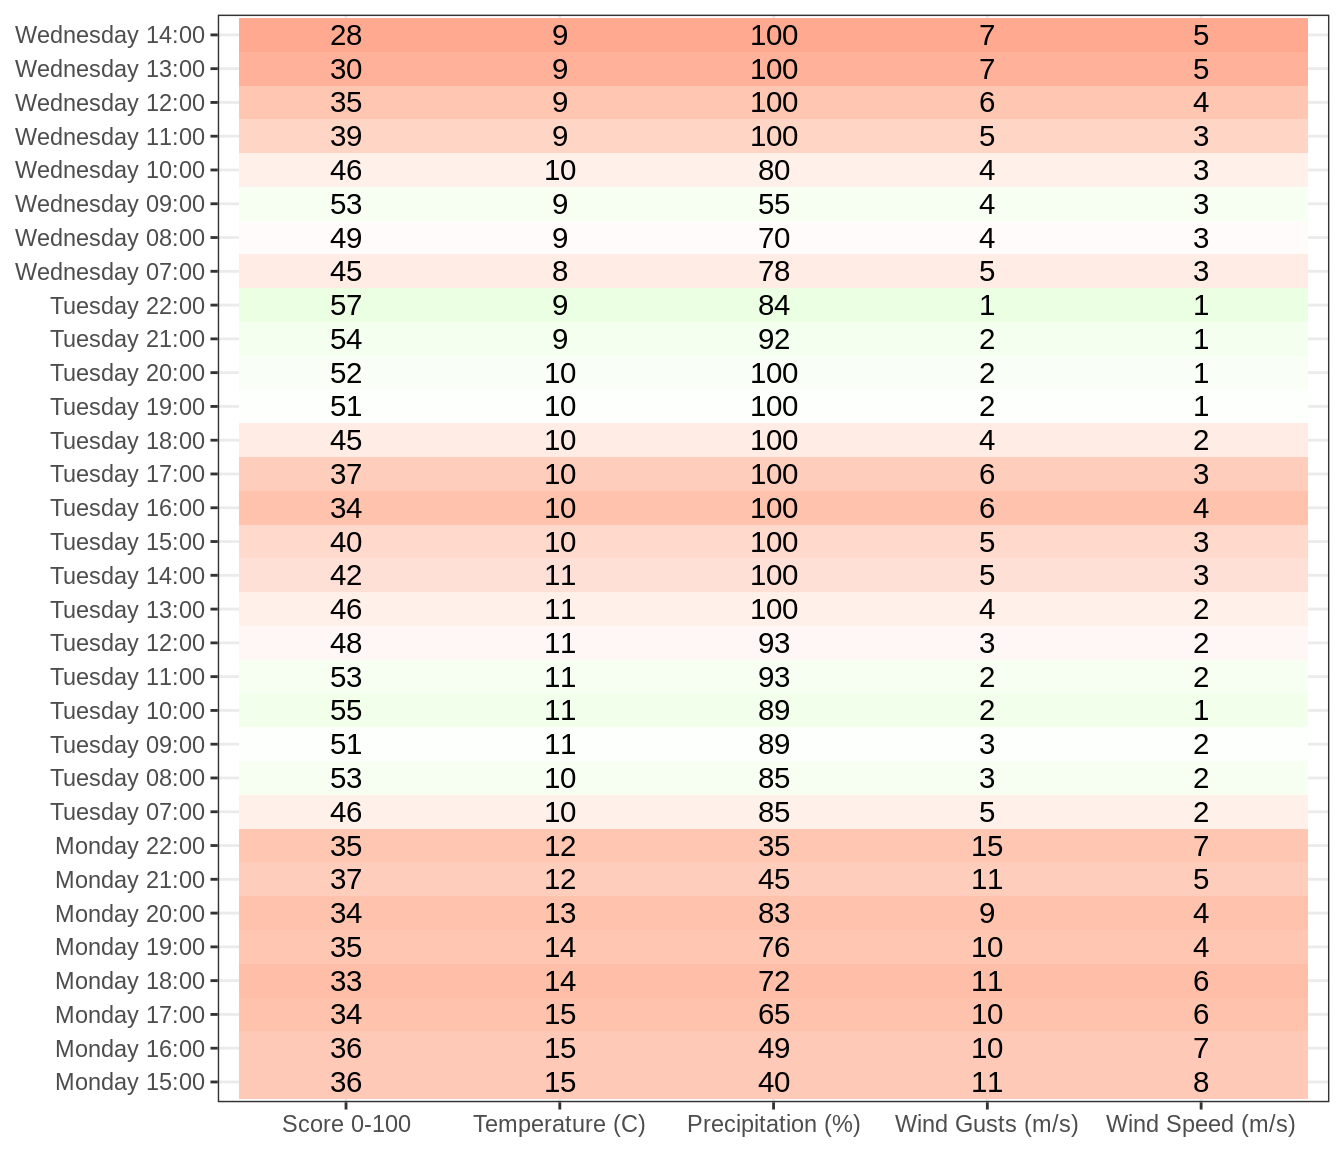 Wednesday 14:00 28 9 100 7 5
Wednesday 13:00 30 9 100 7 5
Wednesday 12:00 35 9 100 6 4
Wednesday 11:00 39 9 100 5 3
Wednesday 10:00 46 10 80 4 3
Wednesday 09:00 53 9 55 4 3
Wednesday 08:00 49 9 70 4 3
Wednesday 07:00 45 8 78 5 3
Tuesday 22:00 57 9 84 1 1
Tuesday 21:00 54 9 92 2 1
Tuesday 20:00 52 10 100 2 1
Tuesday 19:00 51 10 100 2 1
Tuesday 18:00 45 10 100 4 2
Tuesday 17:00 37 10 100 6 3
Tuesday 16:00 34 10 100 6 4
Tuesday 15:00 40 10 100 5 3
Tuesday 14:00 42 11 100 5 3
Tuesday 13:00 46 11 100 4 2
Tuesday 12:00 48 11 93 3 2
Tuesday 11:00 53 11 93 2 2
Tuesday 10:00 55 11 89 2 1
Tuesday 09:00 51 11 89 3 2
Tuesday 08:00 53 10 85 3 2
Tuesday 07:00 46 10 85 5 2
Monday 22:00 35 12 35 15 7
Monday 21:00 37 12 45 11 5
Monday 20:00 34 13 83 9 4
Monday 19:00 35 14 76 10 4
Monday 18:00 33 14 72 11 6
Monday 17:00 34 15 65 10 6
Monday 16:00 36 15 49 10 7
Monday 15:00 36 15 40 11 8
Score 0-100 Temperature (C) Precipitation (%) Wind Gusts (m/s) Wind Speed (m/s)